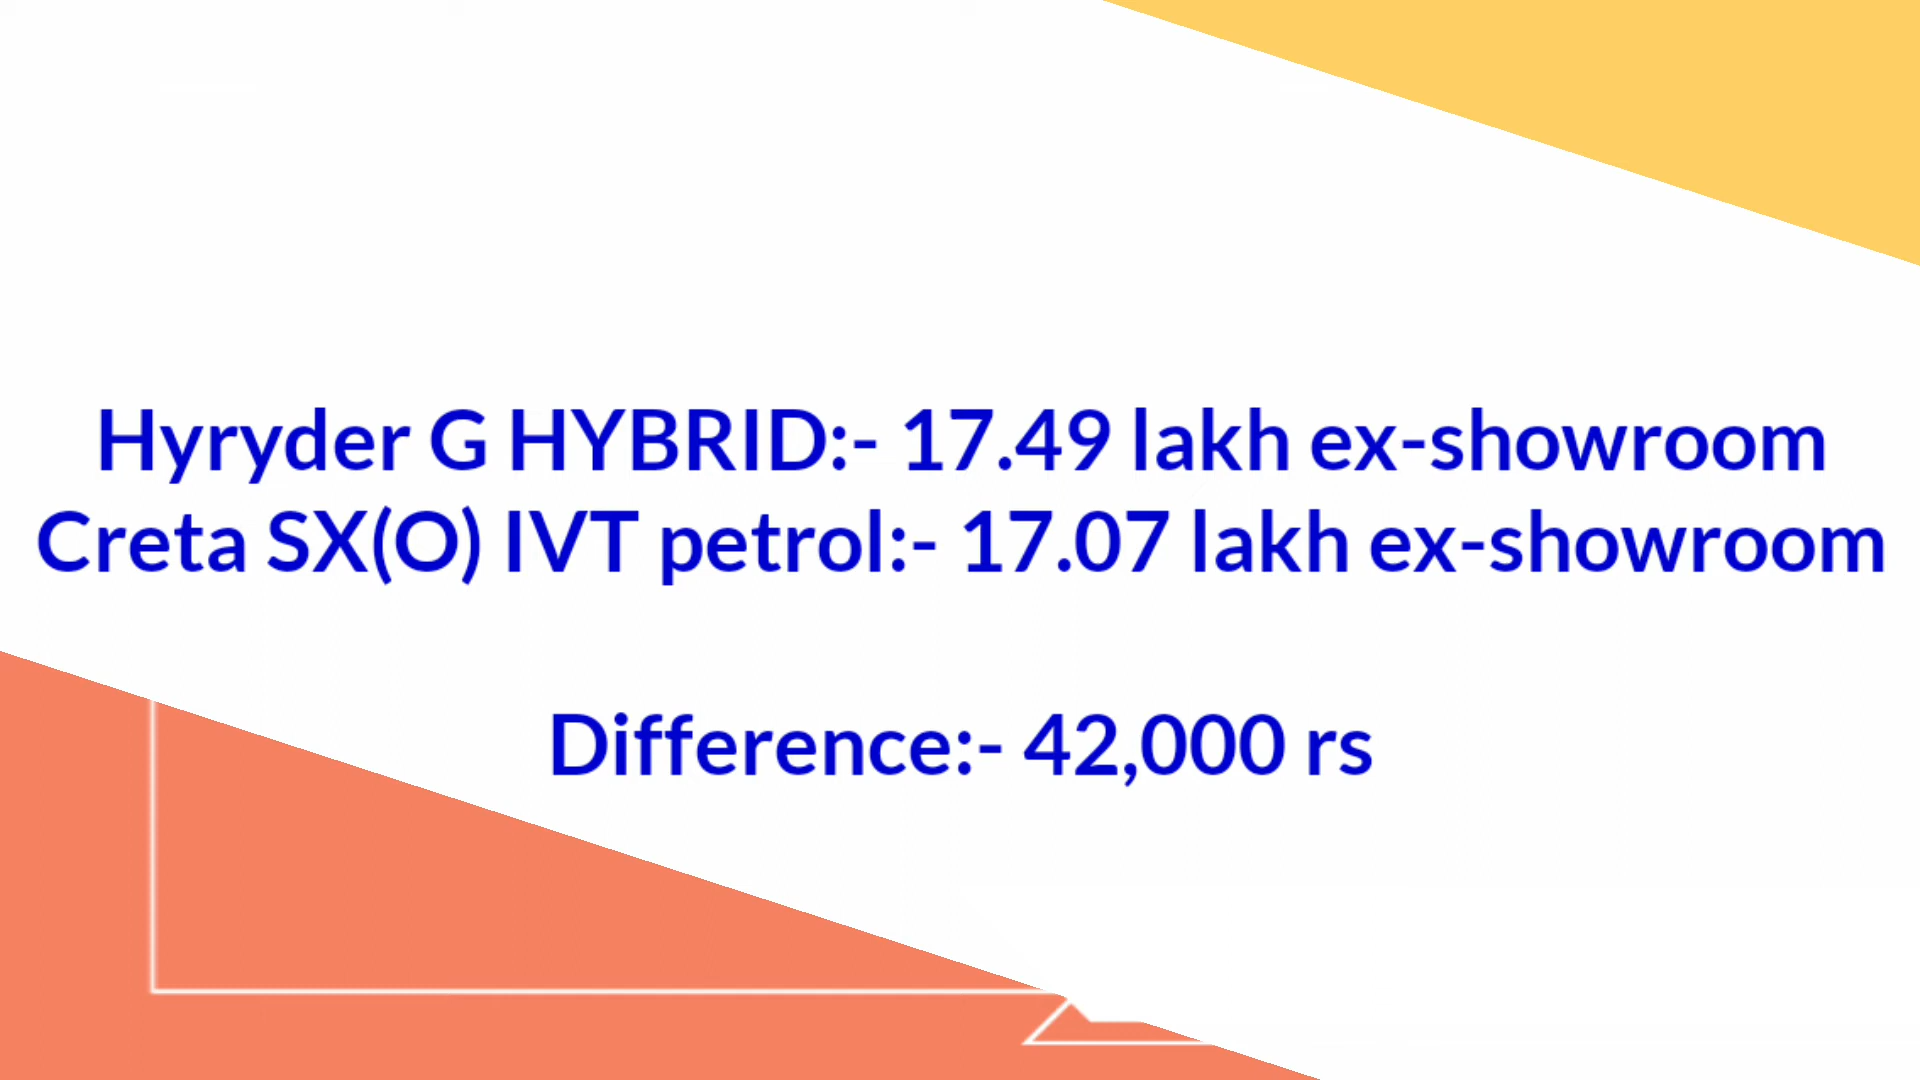 Hyryder G HYBRID:- 17.49 lakh ex-showroom
Creta SX(O) IVT petrol:- 17.07 lakh ex-showroom
Difference:- 42,000 rs